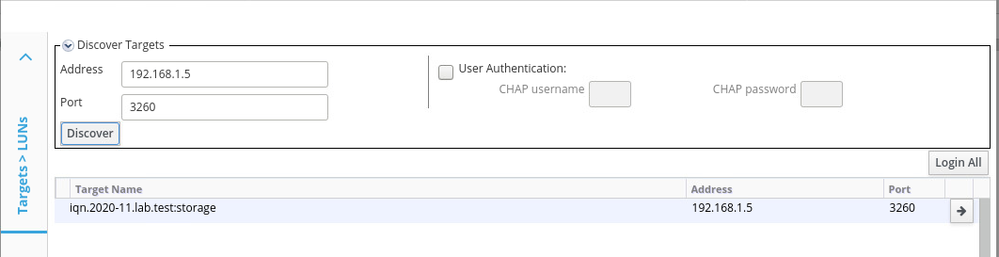 Discover Targets
Address 192.168.1.5
User Authentication:
CHAP username CHAP password
Port 3260
Discover
Targets > LUNs
Login All
Target Name Address Port
iqn.2020-11.lab.test:storage 192.168.1.5 3260